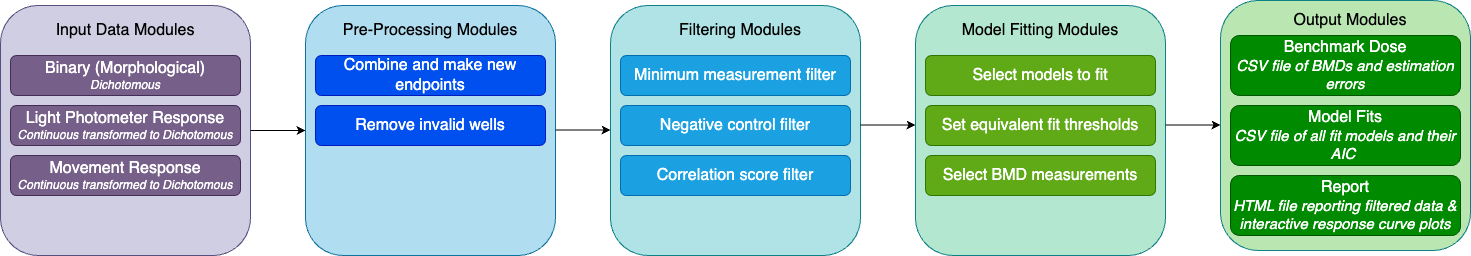 Input Data Modules
Binary (Morphological)
Dichotomous
Light Photometer Response
Continuous transformed to Dichotomous
Movement Response
Continuous transformed to Dichotomous
Pre-Processing Modules
Combine and make new
endpoints
Remove invalid wells
Filtering Modules
Minimum measurement filter
Negative control filter
Correlation score filter
Model Fitting Modules
Select models to fit
Set equivalent fit thresholds
Select BMD measurements
Output Modules
Benchmark Dose
CSV file of BMDs and estimation
errors
Model Fits
CSV file of all fit models and their
AIC
Report
HTML file reporting filtered data &
interactive response curve plots